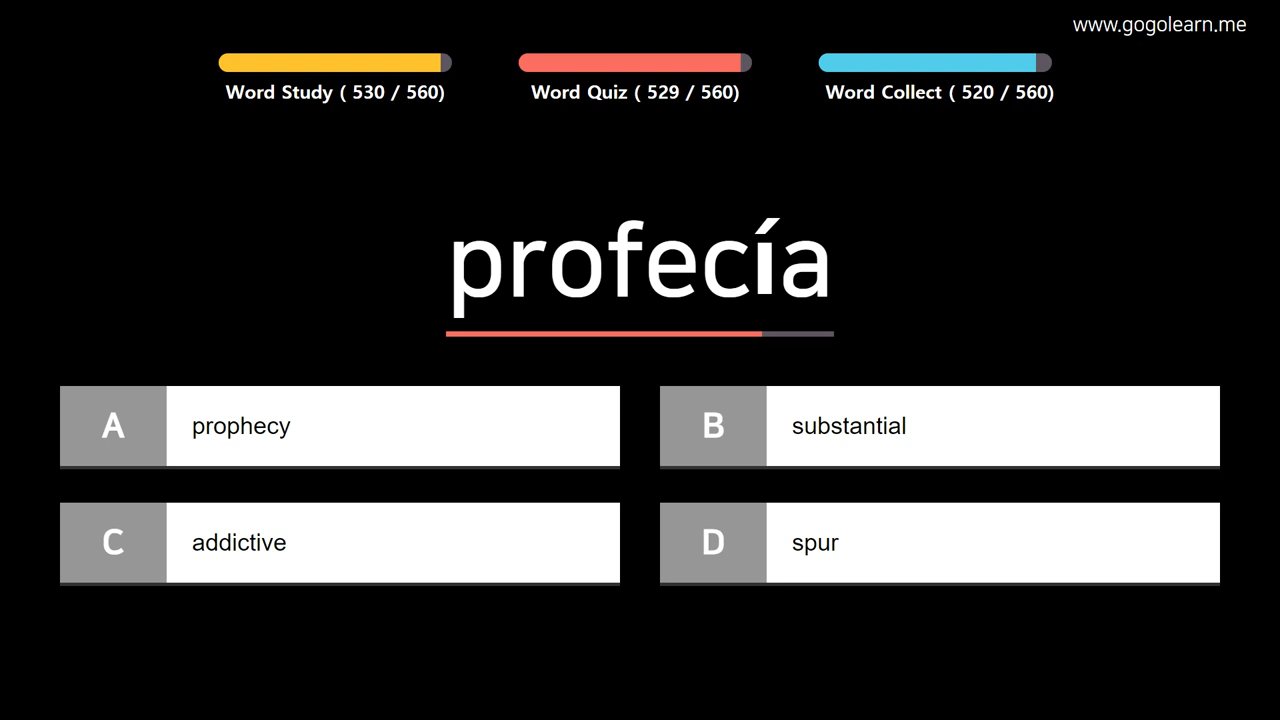 www.gogolearn.me
Word Study ( 530 / 560) Word Quiz ( 529 / 560) Word Collect ( 520 / 560)
profecía
A prophecy
B substantial
C addictive
D spur